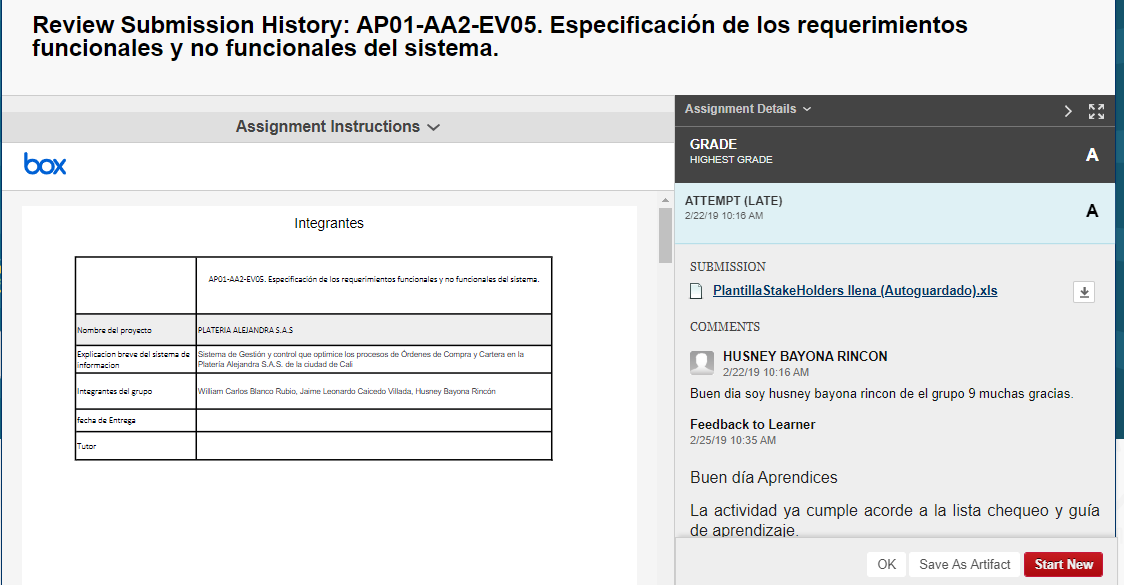 Review Submission History: AP01-AA2-EV05. Especificación de los requerimientos
funcionales y no funcionales del sistema.
Assignment Instructions
box
Integrantes
AP01-AA2-EV05. Especificación de los requerimientos funcionales y no funcionales del sistema.
Nombre del proyecto
PLATERIA ALEJANDRA S.A.S
Explicacion breve del sistema de
informacion
Sistema de Gestión y control que optimice los procesos de Órdenes de Compra y Cartera en la
Platería Alejandra S.A.S. de la ciudad de Cali
Integrantes del grupo
William Carlos Blanco Rubio, Jaime Leonardo Caicedo Villada, Husney Bayona Rincón
fecha de Entrega
Tutor
Assignment Details
GRADE
HIGHEST GRADE
A
ATTEMPT (LATE)
2/22/19 10:16 AM
A
SUBMISSION
PlantillaStakeHolders llena (Autoguardado).xls
COMMENTS
HUSNEY BAYONA RINCON
2/22/19 10:16 AM
Buen dia soy husney bayona rincon de el grupo 9 muchas gracias.
Feedback to Learner
2/25/19 10:35 AM
Buen día Aprendices
La actividad ya cumple acorde a la lista chequeo y guía
de aprendizaje.
OK
Save As Artifact
Start New